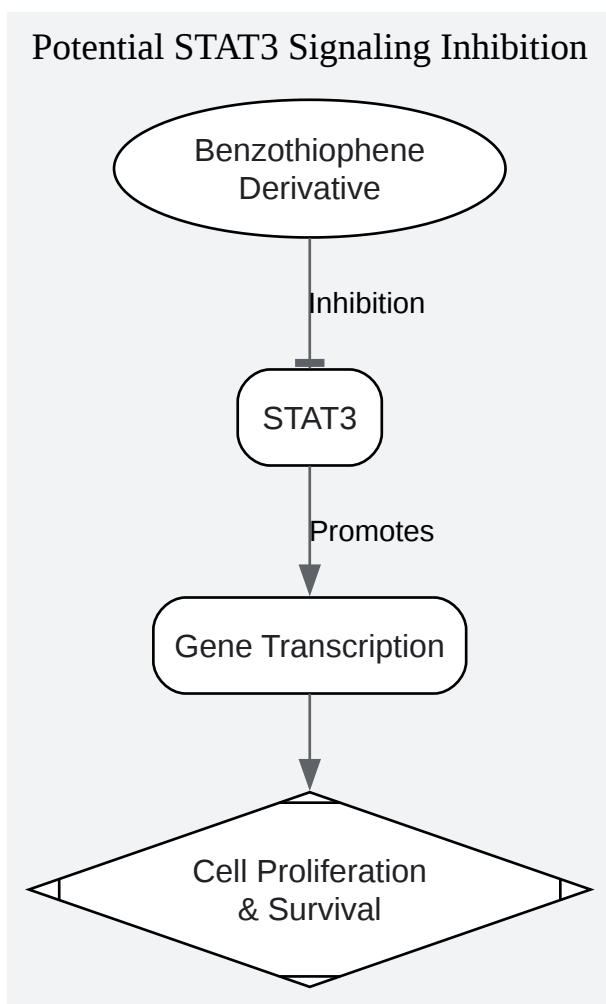 Potential STAT3 Signaling Inhibition
Benzothiophene
Derivative
Inhibition
STAT3
Promotes
Gene Transcription
Cell Proliferation
& Survival